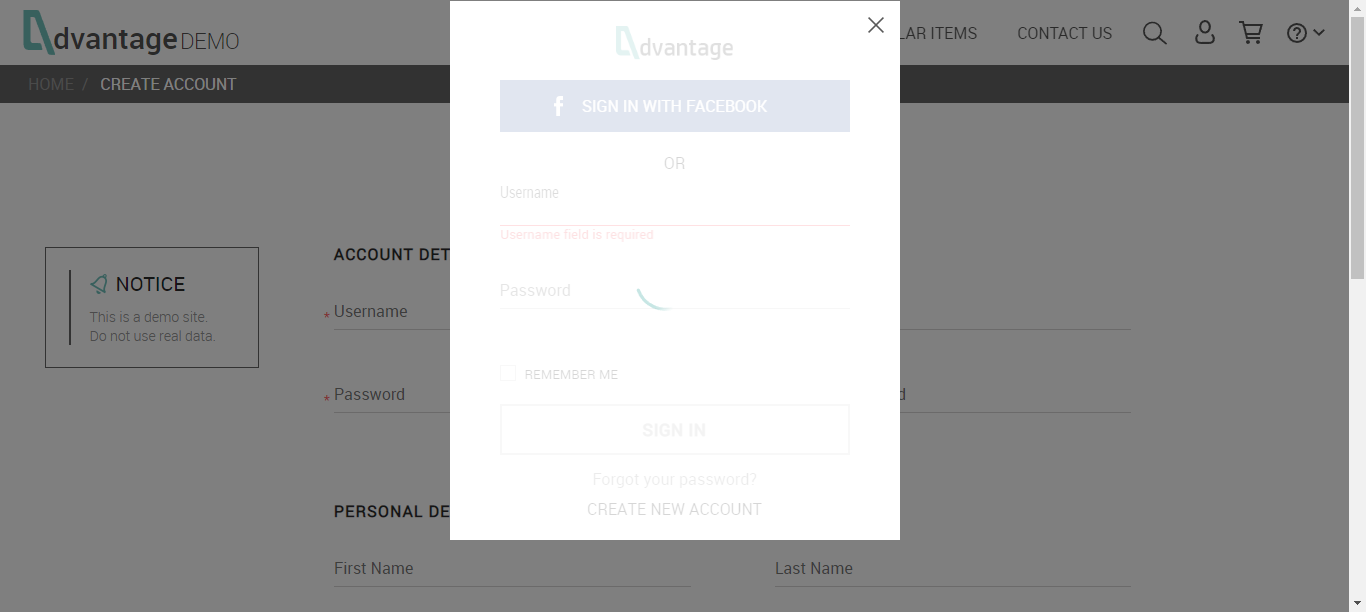 dvantage DEMO
LAR ITEMS
CONTACT US
HOME / CREATE ACCOUNT
dvantage
SIGN IN WITH FACEBOOK
OR
Username
Username field is required
Password
REMEMBER ME
SIGN IN
Forgot your password?
CREATE NEW ACCOUNT
NOTICE
This is a demo site.
Do not use real data.
ACCOUNT DET
* Username
* Password
d
PERSONAL DE
First Name
Last Name